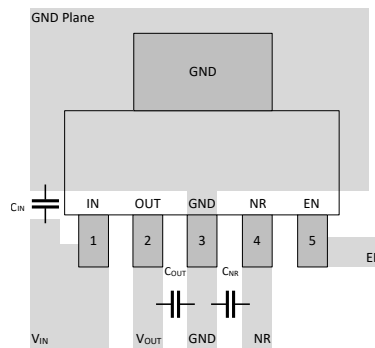 GND Plane
GND
IN OUT GND NR EN
CIN
1 2 3 4 5
COUT CNR
VIN VOUT GND NR